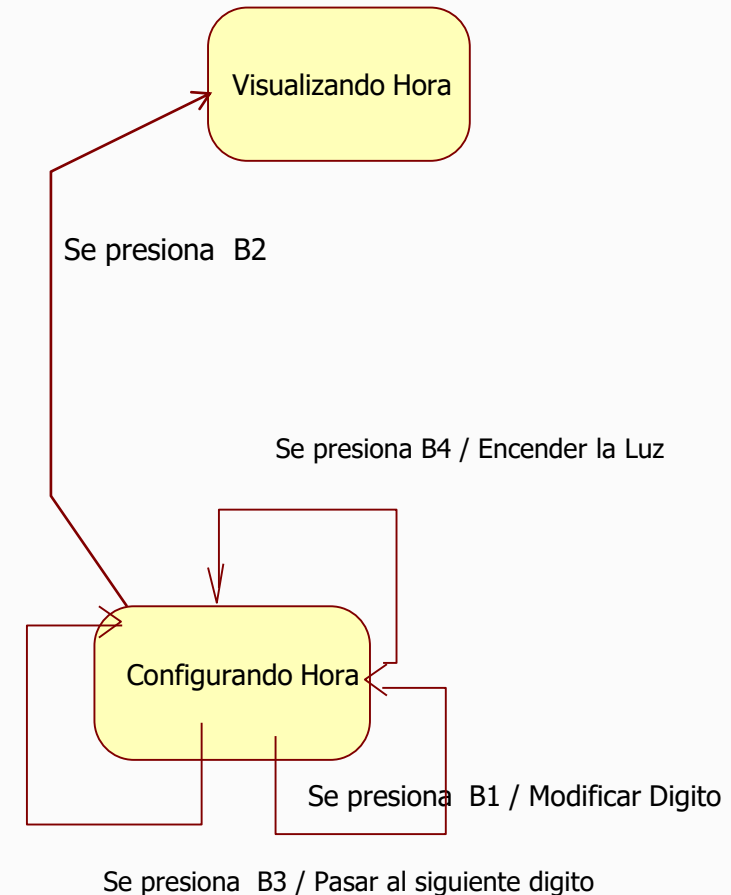 Visualizando Hora
Se presiona B2
Se presiona B4 / Encender la Luz
Configurando Hora
Se presiona B1 / Modificar Digito
Se presiona B3 / Pasar al siguiente digito